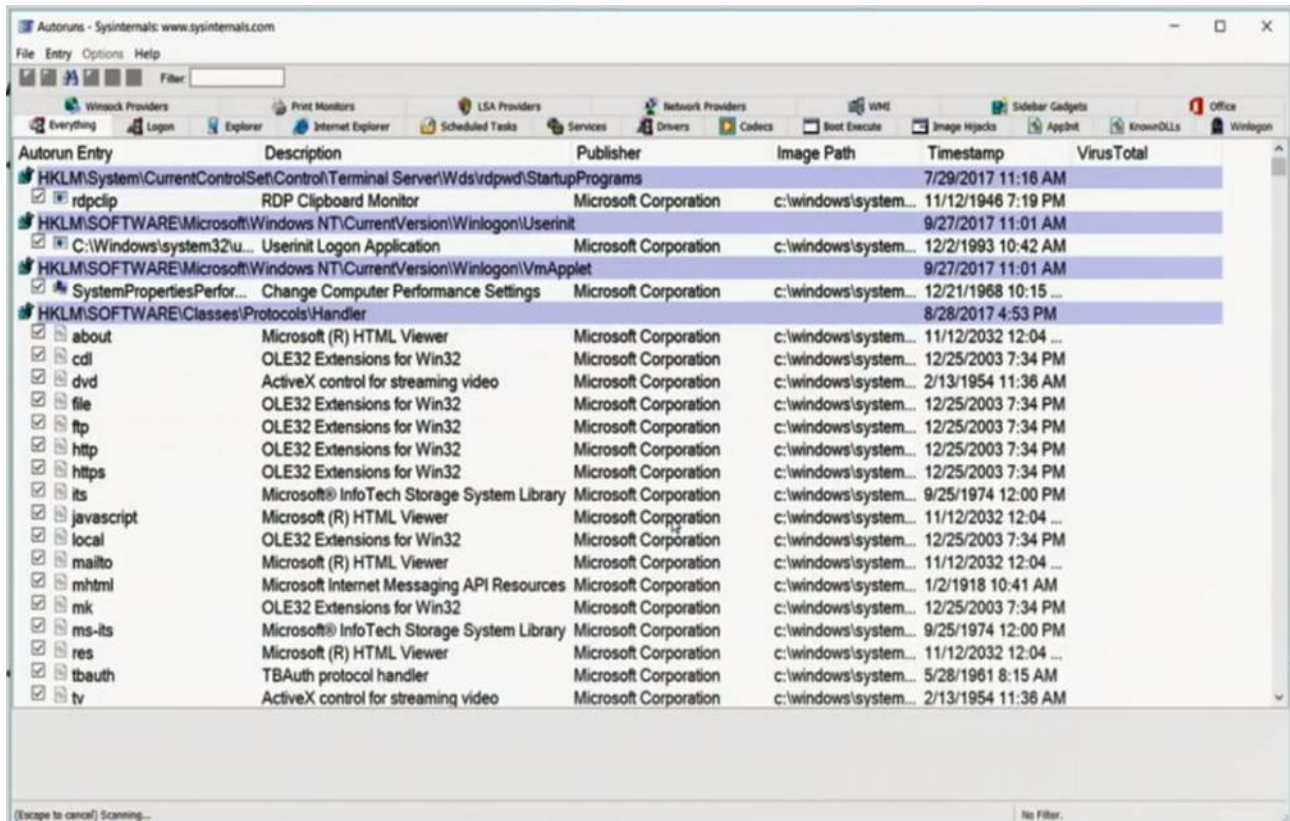 Autoruns - Sysinternals: www.sysinternals.com
File Entry Options Help
Filter:
Winsock Providers Print Monitors LSA Providers Network Providers WMI Sidebar Gadgets Office
Everything Logon Explorer Internet Explorer Scheduled Tasks Services Drivers Codecs Boot Execute Image Hijacks AppInit KnownDLLs Winlogon
Autorun Entry Description Publisher Image Path Timestamp VirusTotal
HKLM\System\CurrentControlSet\Control\Terminal Server\Wds\rdpwd\StartupPrograms 7/29/2017 11:16 AM
rdpclip RDP Clipboard Monitor Microsoft Corporation c:\windows\system... 11/12/1946 7:19 PM
HKLM\SOFTWARE\Microsoft\Windows NT\CurrentVersion\Winlogon\Userinit 9/27/2017 11:01 AM
C:\Windows\system32\u... Userinit Logon Application Microsoft Corporation c:\windows\system... 12/2/1993 10:42 AM
HKLM\SOFTWARE\Microsoft\Windows NT\CurrentVersion\Winlogon\VmApplet 9/27/2017 11:01 AM
SystemPropertiesPerfor... Change Computer Performance Settings Microsoft Corporation c:\windows\system... 12/21/1968 10:15 ...
HKLM\SOFTWARE\Classes\Protocols\Handler 8/28/2017 4:53 PM
about Microsoft (R) HTML Viewer Microsoft Corporation c:\windows\system... 11/12/2032 12:04 ...
cdl OLE32 Extensions for Win32 Microsoft Corporation c:\windows\system... 12/25/2003 7:34 PM
dvd ActiveX control for streaming video Microsoft Corporation c:\windows\system... 2/13/1954 11:36 AM
file OLE32 Extensions for Win32 Microsoft Corporation c:\windows\system... 12/25/2003 7:34 PM
ftp OLE32 Extensions for Win32 Microsoft Corporation c:\windows\system... 12/25/2003 7:34 PM
http OLE32 Extensions for Win32 Microsoft Corporation c:\windows\system... 12/25/2003 7:34 PM
https OLE32 Extensions for Win32 Microsoft Corporation c:\windows\system... 12/25/2003 7:34 PM
its Microsoft® InfoTech Storage System Library Microsoft Corporation c:\windows\system... 9/25/1974 12:00 PM
javascript Microsoft (R) HTML Viewer Microsoft Corporation c:\windows\system... 11/12/2032 12:04 ...
local OLE32 Extensions for Win32 Microsoft Corporation c:\windows\system... 12/25/2003 7:34 PM
mailto Microsoft (R) HTML Viewer Microsoft Corporation c:\windows\system... 11/12/2032 12:04 ...
mhtml Microsoft Internet Messaging API Resources Microsoft Corporation c:\windows\system... 1/2/1918 10:41 AM
mk OLE32 Extensions for Win32 Microsoft Corporation c:\windows\system... 12/25/2003 7:34 PM
ms-its Microsoft® InfoTech Storage System Library Microsoft Corporation c:\windows\system... 9/25/1974 12:00 PM
res Microsoft (R) HTML Viewer Microsoft Corporation c:\windows\system... 11/12/2032 12:04 ...
tbauth TBAuth protocol handler Microsoft Corporation c:\windows\system... 5/28/1961 8:15 AM
tv ActiveX control for streaming video Microsoft Corporation c:\windows\system... 2/13/1954 11:36 AM
(Escape to cancel) Scanning... No Filter.